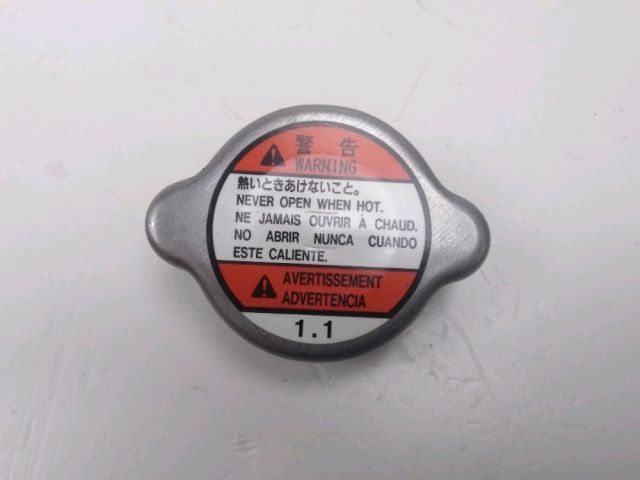 警告
WARNING
熱いときあけないこと。
NEVER OPEN WHEN HOT.
NE JAMAIS OUVRIR À CHAUD.
NO ABRIR NUNCA CUANDO
ESTE CALIENTE.
AVERTISSEMENT
ADVERTENCIA
1.1